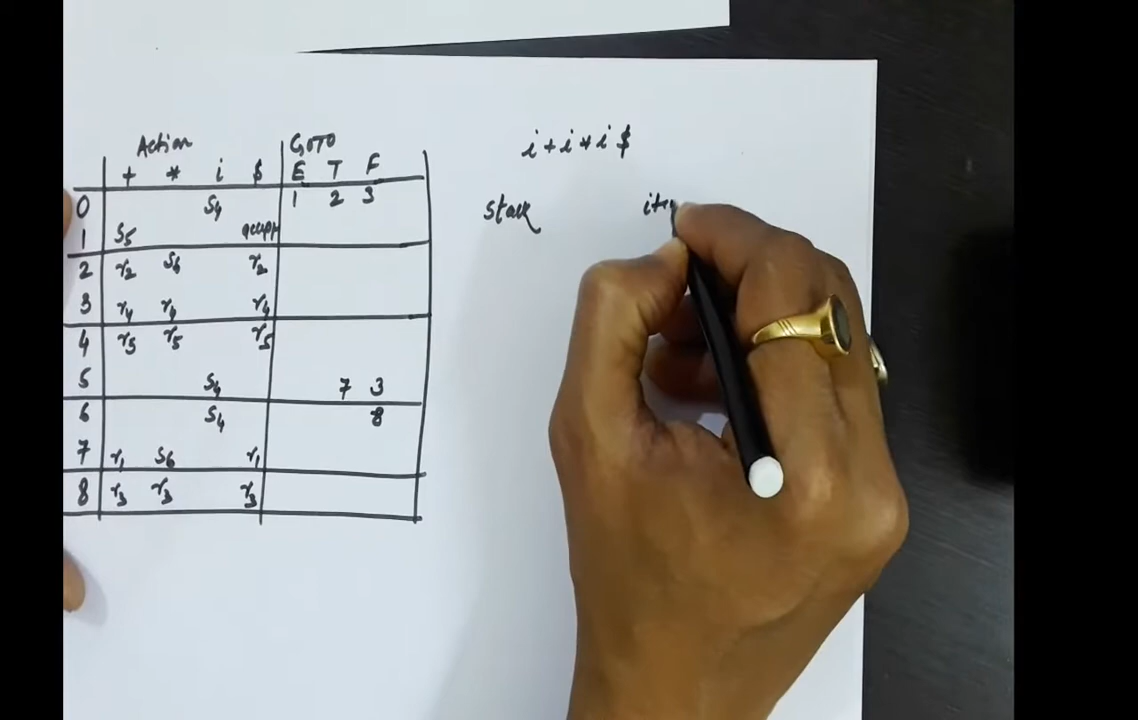 Action GOTO
+ * i $ E T F
0 S4 1 2 3
1 S5 accept
2 r2 S6 r2
3 r4 r4 r4
4 r5 r5 r5
5 S4 7 3
6 S4 8
7 r1 S6 r1
8 r3 r3 r3
i + i * i $
Stack